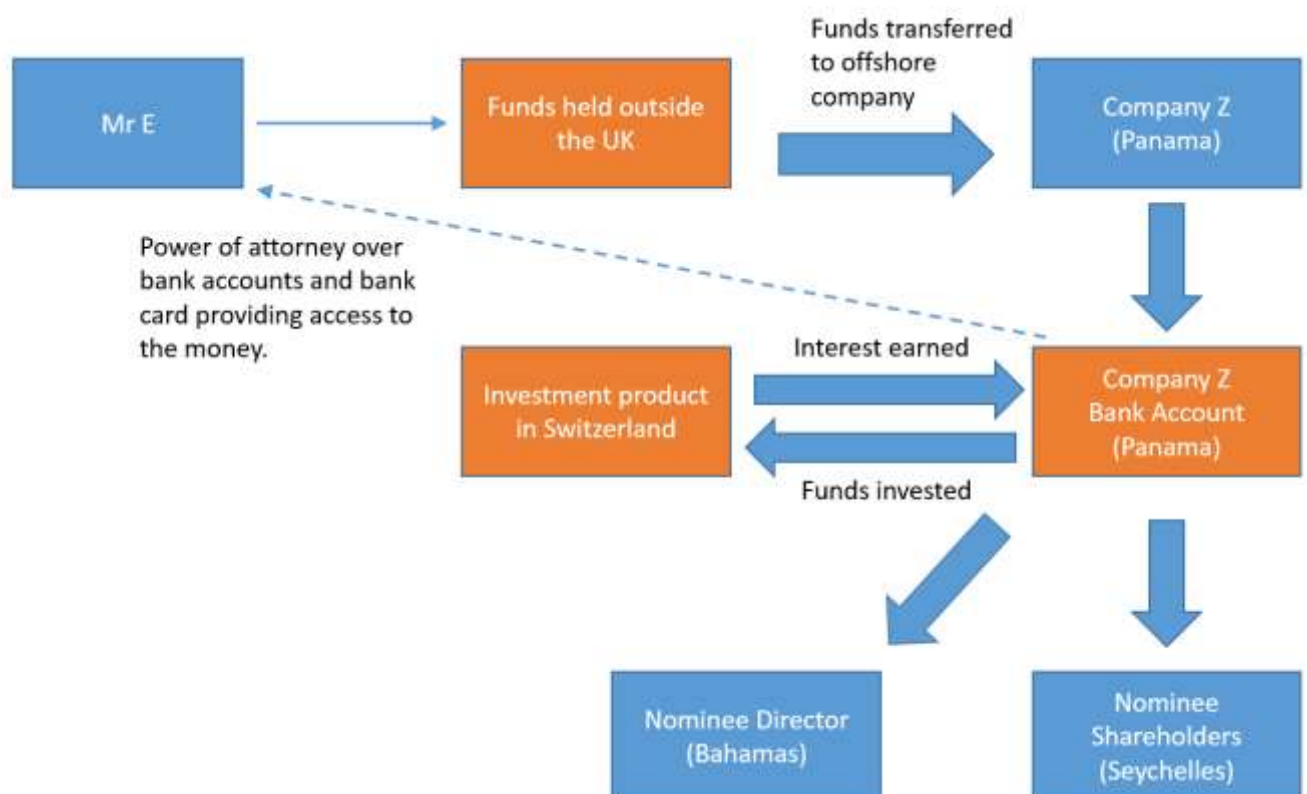 Mr E
Funds held outside
the UK
Funds transferred
to offshore
company
Company Z
(Panama)
Power of attorney over
bank accounts and bank
card providing access to
the money.
Investment product
in Switzerland
Interest earned
Funds invested
Company Z
Bank Account
(Panama)
Nominee Director
(Bahamas)
Nominee
Shareholders
(Seychelles)